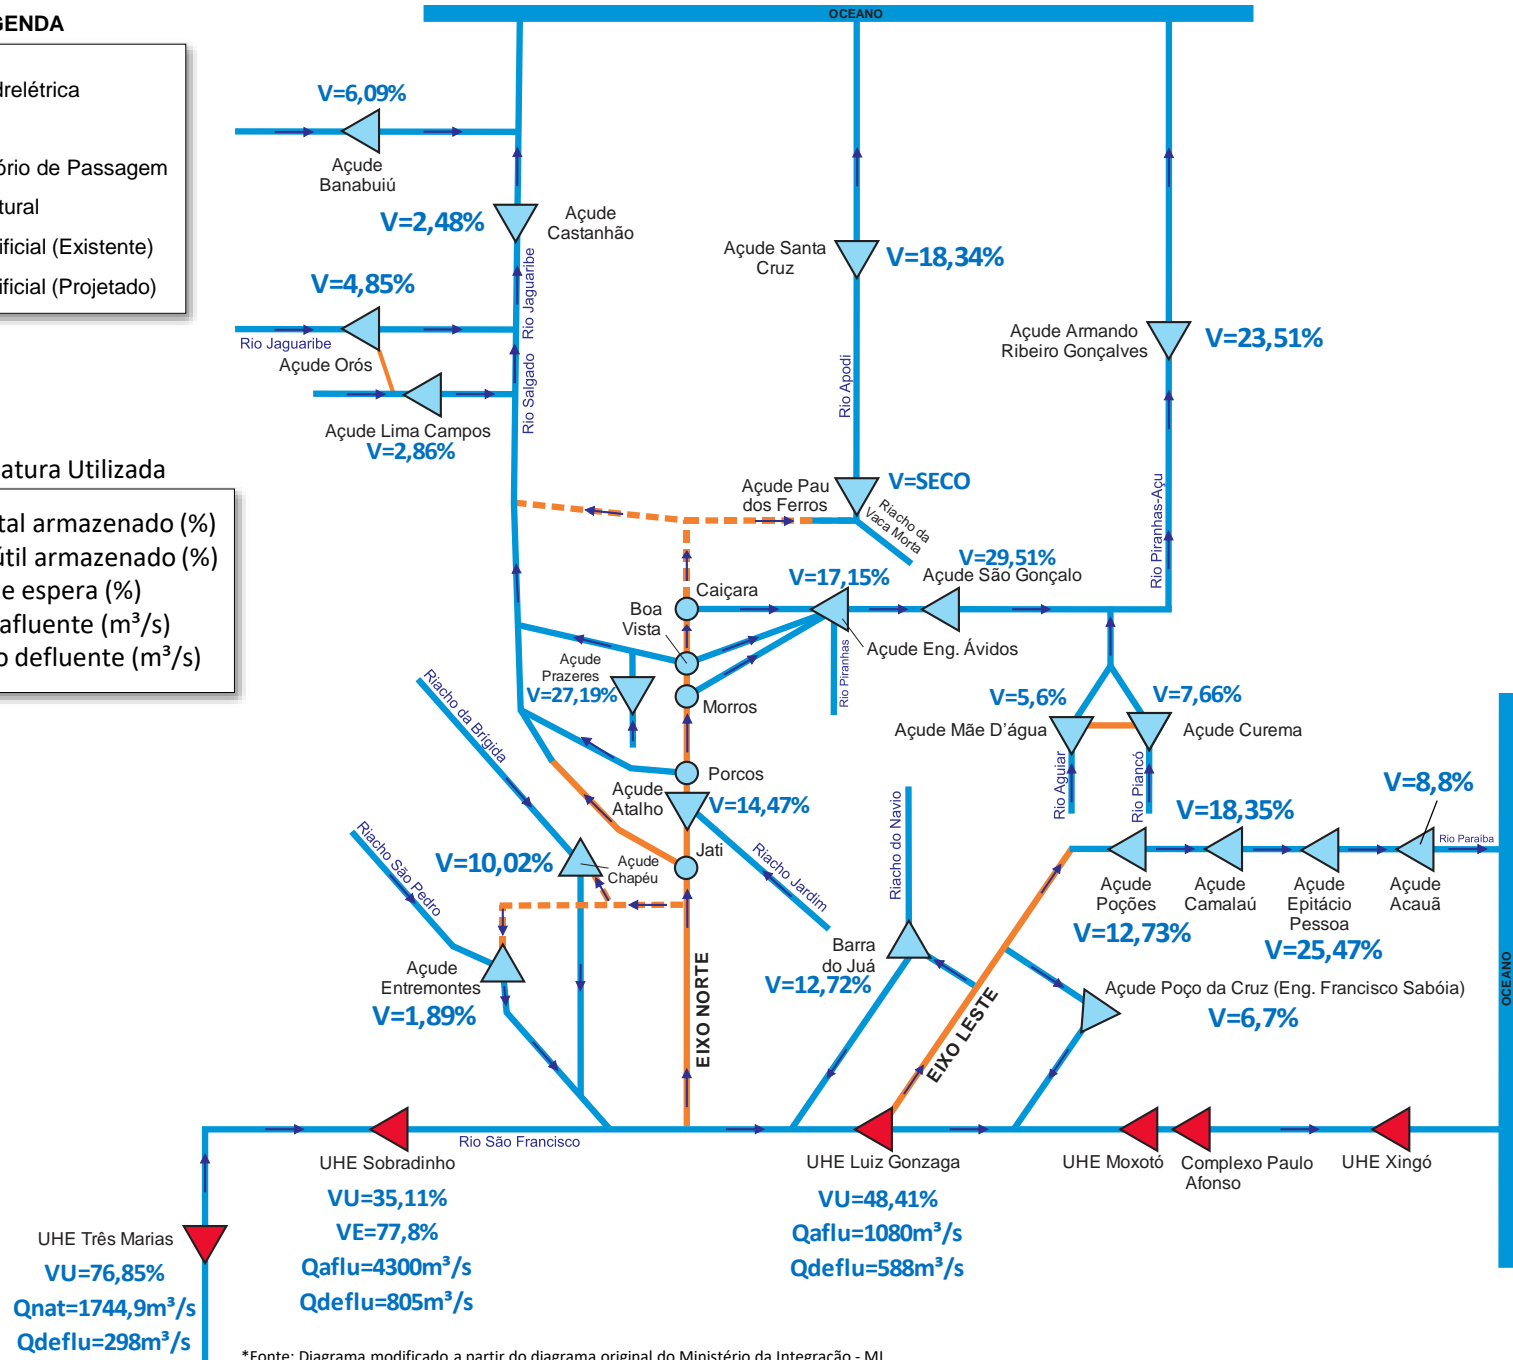 GENDA
drelétrica
ório de Passagem
tural
ificial (Existente)
ificial (Projetado)
atura Utilizada
tal armazenado (%)
útil armazenado (%)
e espera (%)
afluente (m³/s)
o defluente (m³/s)
OCEANO
V=6,09%
Açude
Banabuiú
V=2,48%
Açude
Castanhão
Rio Jaguaribe
V=4,85%
Rio Jaguaribe
Açude Orós
Rio Salgado
Açude Lima Campos
V=2,86%
Açude Santa
Cruz
V=18,34%
Rio Apodi
Açude Armando
Ribeiro Gonçalves
V=23,51%
Rio Piranhas-Açu
Açude Pau
dos Ferros
V=SECO
Riacho da
Vaca Morta
V=29,51%
Açude São Gonçalo
V=17,15%
Caiçara
Boa
Vista
Açude Eng. Ávidos
Rio Piranhas
Açude
Prazeres
V=27,19%
Morros
Riacho da Brígida
Porcos
Açude
Atalho
V=14,47%
Jati
Riacho Jardim
V=10,02%
Açude
Chapéu
Riacho São Pedro
Açude
Entremontes
V=1,89%
EIXO NORTE
V=5,6%
Açude Mãe D'água
V=7,66%
Açude Curema
Rio Aguiar
Rio Piancó
Riacho do Navio
Barra
do Juá
V=12,72%
EIXO LESTE
V=18,35%
V=8,8%
Rio Paraíba
Açude
Poções
V=12,73%
Açude
Camalaú
Açude
Epitácio
Pessoa
V=25,47%
Açude
Acauã
Açude Poço da Cruz (Eng. Francisco Sabóia)
V=6,7%
OCEANO
Rio São Francisco
UHE Sobradinho
VU=35,11%
VE=77,8%
Qaflu=4300m³/s
Qdeflu=805m³/s
UHE Luiz Gonzaga
VU=48,41%
Qaflu=1080m³/s
Qdeflu=588m³/s
UHE Moxotó
Complexo Paulo
Afonso
UHE Xingó
UHE Três Marias
VU=76,85%
Qnat=1744,9m³/s
Qdeflu=298m³/s
*Fonte: Diagrama modificado a partir do diagrama original do Ministério da Integração - MI